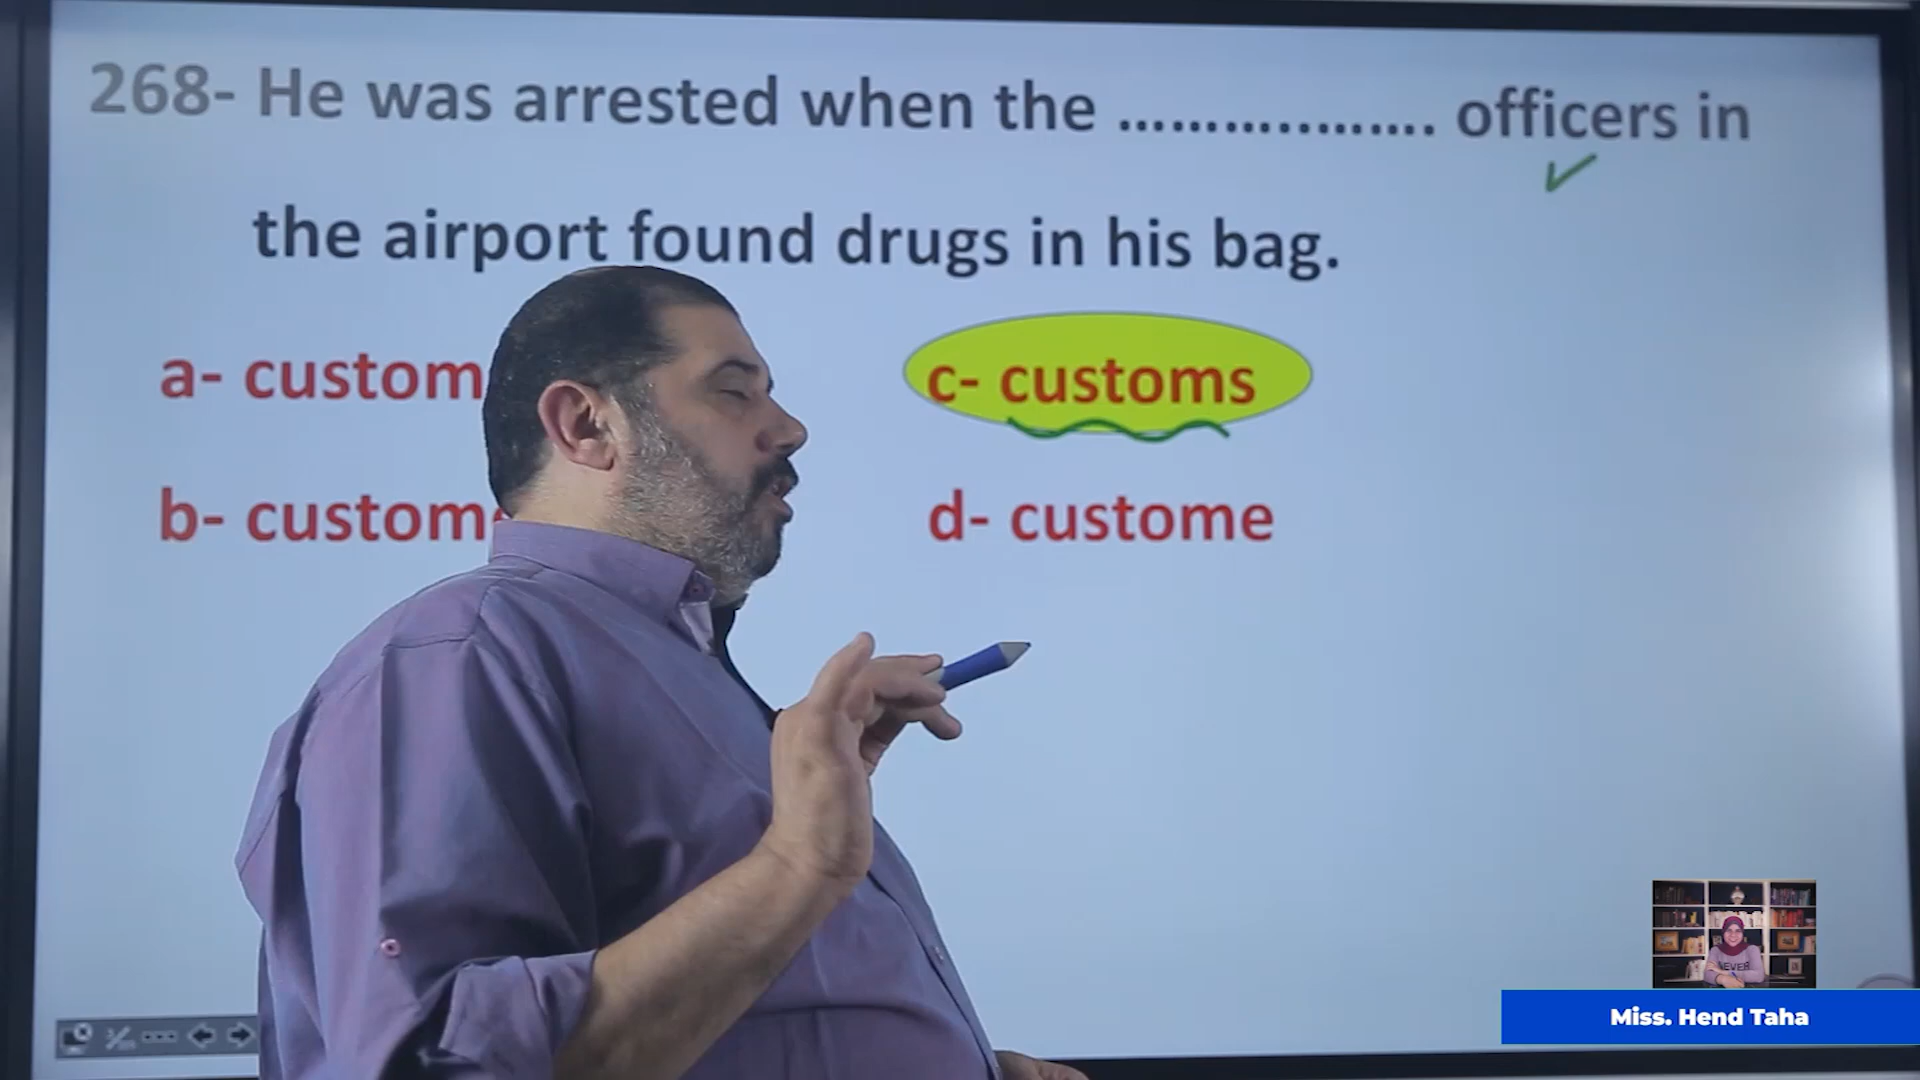 268- He was arrested when the ………..……. officers in
the airport found drugs in his bag.
a- custom
c- customs
b- custome
d- custome
NEVER
Miss. Hend Taha